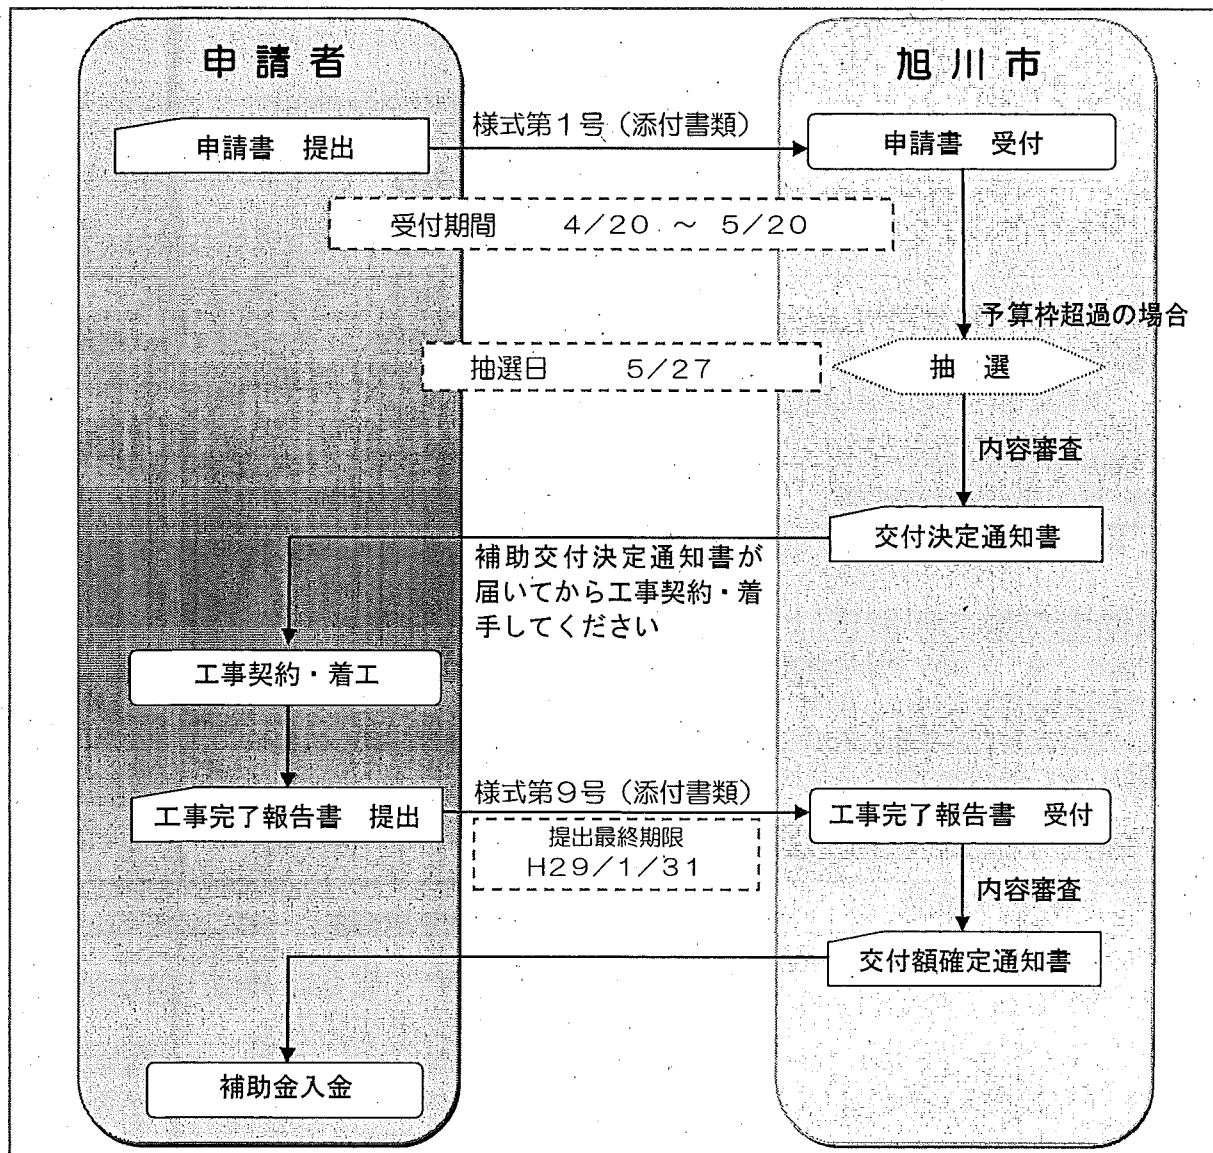 申請者
旭川市
様式第１号（添付書類）
申請書　提出
申請書　受付
受付期間　４/２０ ～ ５/２０
予算枠超過の場合
抽選日　５/２７
抽　選
内容審査
交付決定通知書
補助交付決定通知書が
届いてから工事契約・着
手してください
工事契約・着工
様式第９号（添付書類）
工事完了報告書　提出
工事完了報告書　受付
提出最終期限
Ｈ２９/１/３１
内容審査
交付額確定通知書
補助金入金